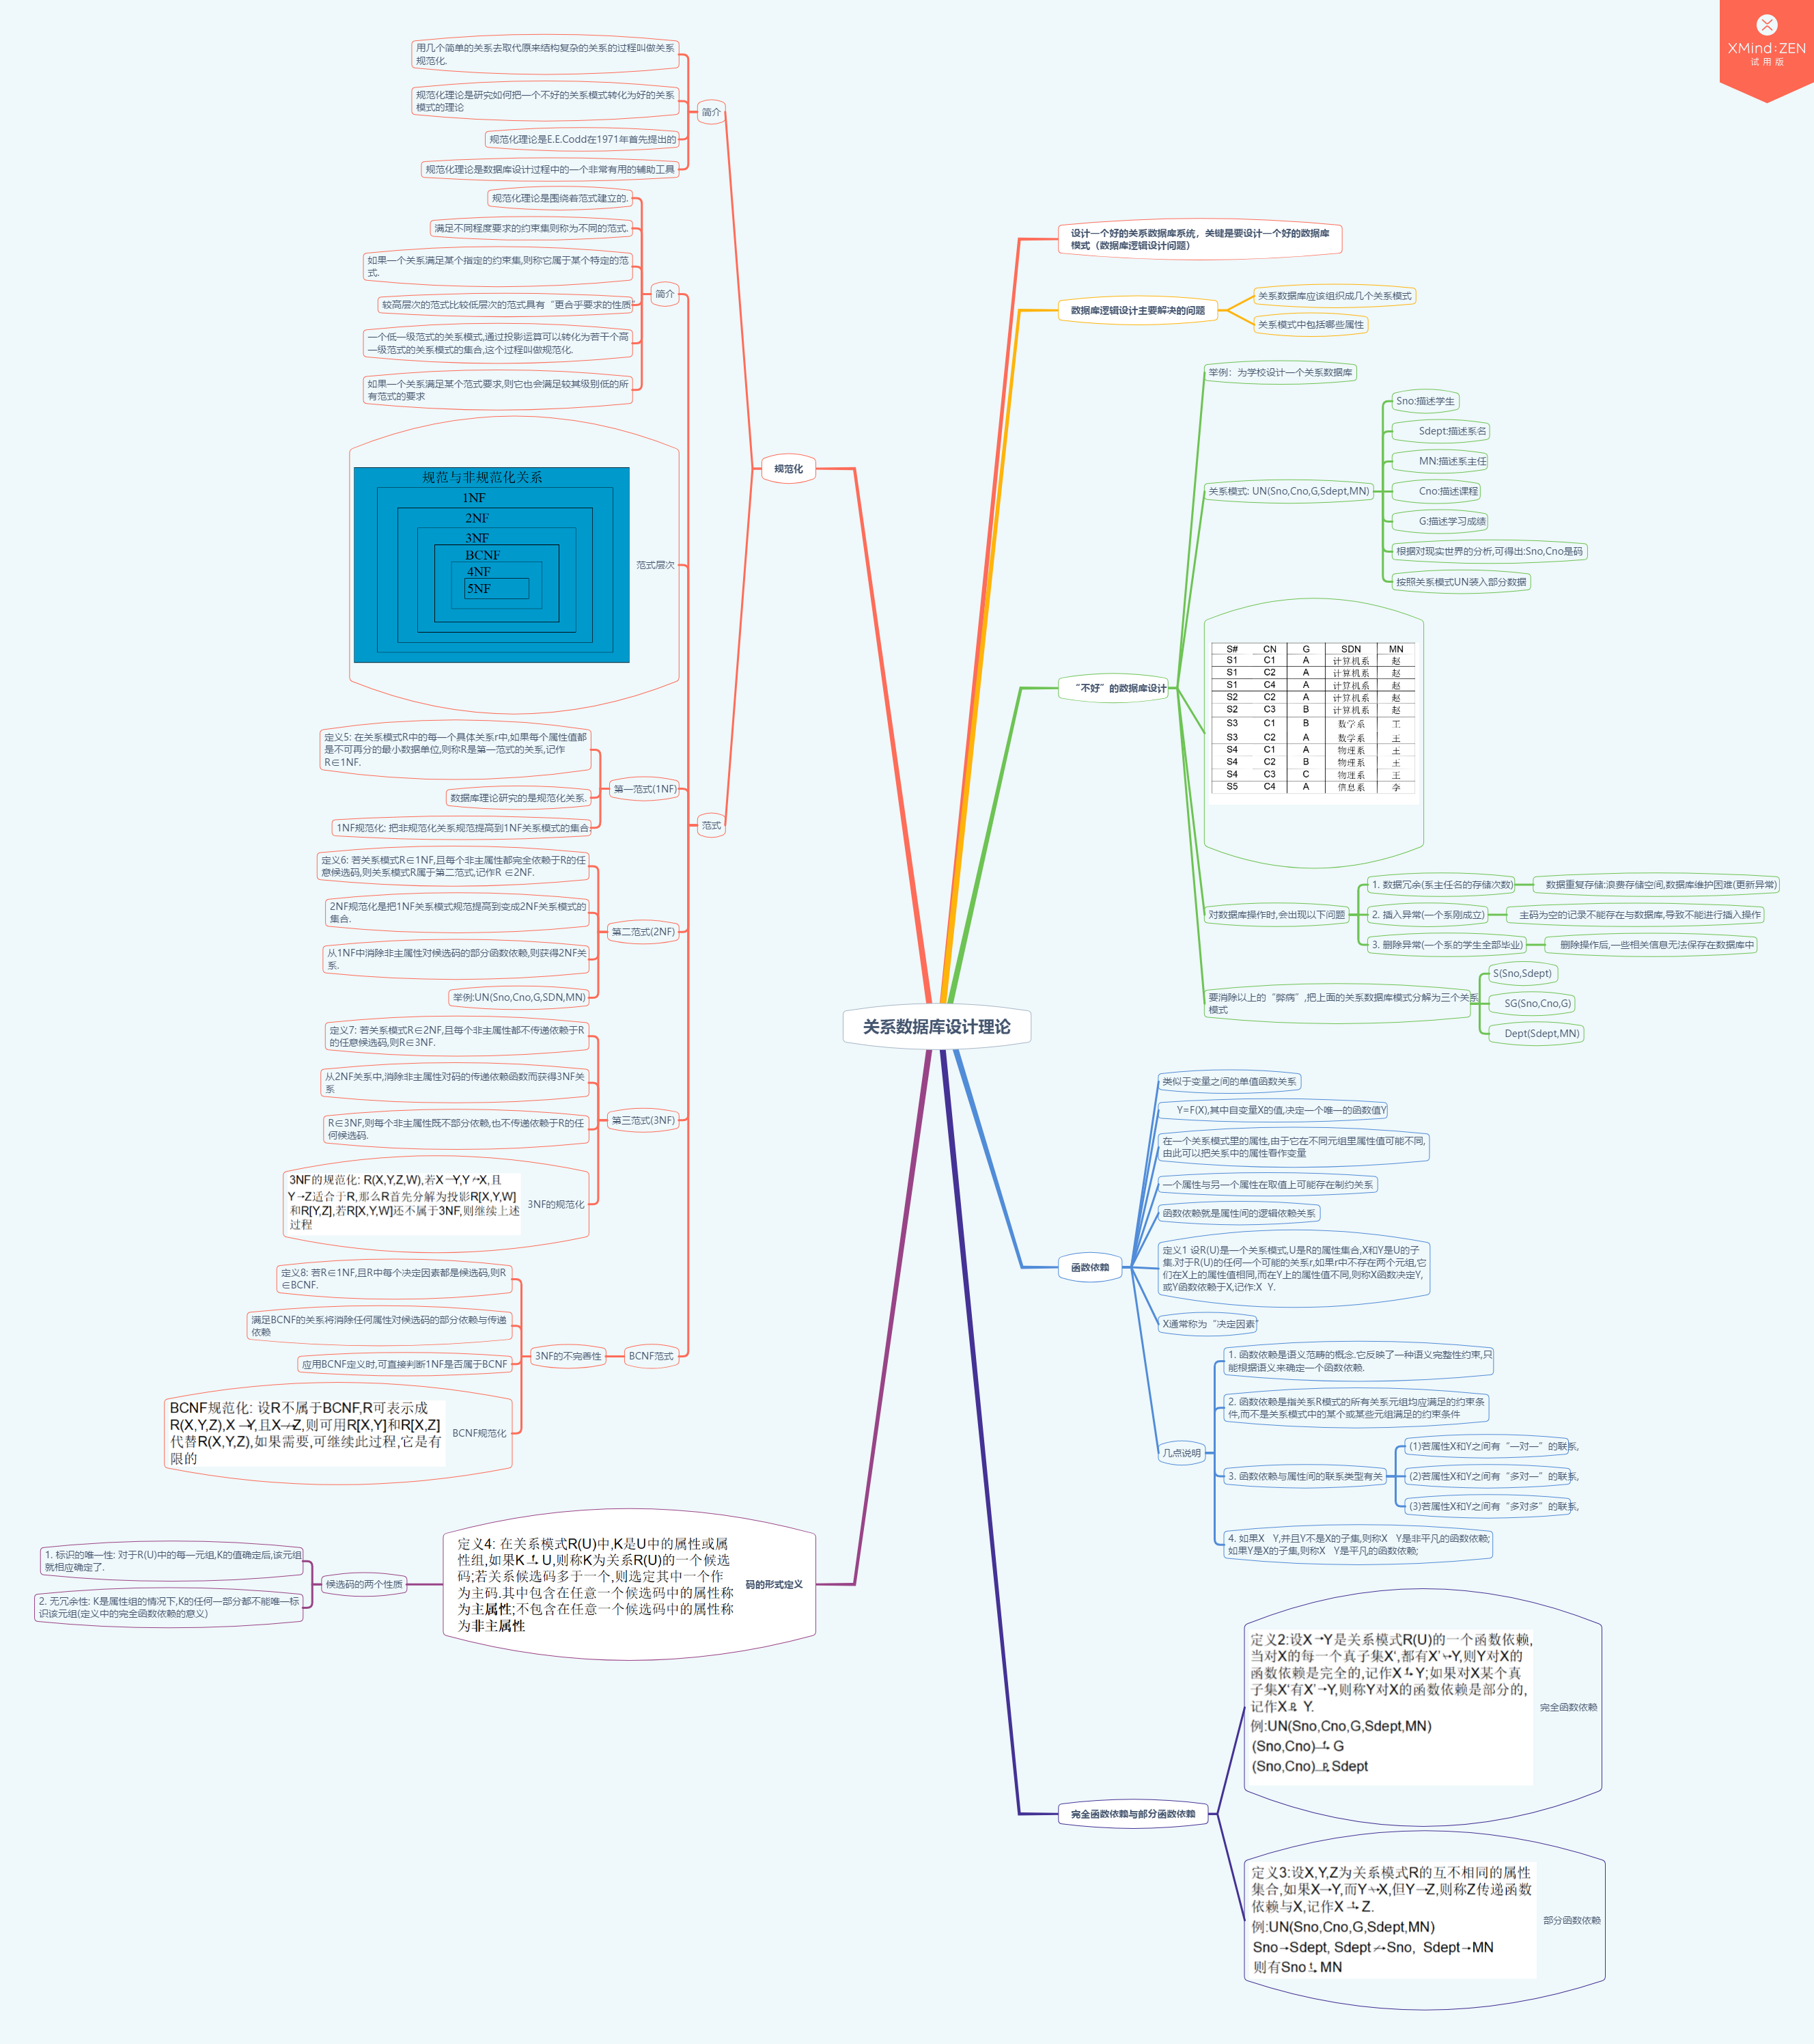 XMind:ZEN
试用版
关系数据库设计理论
设计一个好的关系数据库系统，关键是要设计一个好的数据库
模式（数据库逻辑设计问题）
数据库逻辑设计主要解决的问题
关系数据库应该组织成几个关系模式
关系模式中包括哪些属性
“不好”的数据库设计
举例：为学校设计一个关系数据库
关系模式: UN(Sno,Cno,G,Sdept,MN)
Sno:描述学生
Sdept:描述系名
MN:描述系主任
Cno:描述课程
G:描述学习成绩
根据对现实世界的分析,可得出:Sno,Cno是码
按照关系模式UN装入部分数据
S# CN G SDN MN
S1 C1 A 计算机系 赵
S1 C2 A 计算机系 赵
S1 C4 A 计算机系 赵
S2 C2 A 计算机系 赵
S2 C3 B 计算机系 赵
S3 C1 B 数学系 王
S3 C2 A 数学系 王
S4 C1 A 物理系 王
S4 C2 B 物理系 王
S4 C3 C 物理系 王
S5 C4 A 信息系 李
对数据库操作时,会出现以下问题
1. 数据冗余(系主任名的存储次数)
数据重复存储:浪费存储空间,数据库维护困难(更新异常)
2. 插入异常(一个系刚成立)
主码为空的记录不能存在与数据库,导致不能进行插入操作
3. 删除异常(一个系的学生全部毕业)
删除操作后,一些相关信息无法保存在数据库中
要消除以上的“弊病”,把上面的关系数据库模式分解为三个关系
模式
S(Sno,Sdept)
SG(Sno,Cno,G)
Dept(Sdept,MN)
函数依赖
类似于变量之间的单值函数关系
Y=F(X),其中自变量X的值,决定一个唯一的函数值Y
在一个关系模式里的属性,由于它在不同元组里属性值可能不同,
由此可以把关系中的属性看作变量
一个属性与另一个属性在取值上可能存在制约关系
函数依赖就是属性间的逻辑依赖关系
定义1 设R(U)是一个关系模式,U是R的属性集合,X和Y是U的子
集.对于R(U)的任何一个可能的关系r,如果r中不存在两个元组,它
们在X上的属性值相同,而在Y上的属性值不同,则称X函数决定Y,
或Y函数依赖于X,记作:X Y.
X通常称为“决定因素”
几点说明
1. 函数依赖是语义范畴的概念.它反映了一种语义完整性约束,只
能根据语义来确定一个函数依赖.
2. 函数依赖是指关系R模式的所有关系元组均应满足的约束条
件,而不是关系模式中的某个或某些元组满足的约束条件
3. 函数依赖与属性间的联系类型有关
(1)若属性X和Y之间有“一对一”的联系,
(2)若属性X和Y之间有“多对一”的联系,
(3)若属性X和Y之间有“多对多”的联系,
4. 如果X Y,并且Y不是X的子集,则称X Y是非平凡的函数依赖;
如果Y是X的子集,则称X Y是平凡的函数依赖;
完全函数依赖与部分函数依赖
定义2:设X→Y是关系模式R(U)的一个函数依赖,
当对X的每一个真子集X',都有X'↛Y,则Y对X的
函数依赖是完全的,记作X f→ Y;如果对X某个真
子集X'有X'→Y,则称Y对X的函数依赖是部分的,
记作X p→ Y.
例:UN(Sno,Cno,G,Sdept,MN)
(Sno,Cno) f→ G
(Sno,Cno) p→ Sdept
完全函数依赖
定义3:设X,Y,Z为关系模式R的互不相同的属性
集合,如果X→Y,而Y↛X,但Y→Z,则称Z传递函数
依赖与X,记作X t→ Z.
例:UN(Sno,Cno,G,Sdept,MN)
Sno→Sdept, Sdept↛Sno, Sdept→MN
则有Sno t→ MN
部分函数依赖
规范化
简介
用几个简单的关系去取代原来结构复杂的关系的过程叫做关系
规范化.
规范化理论是研究如何把一个不好的关系模式转化为好的关系
模式的理论
规范化理论是E.E.Codd在1971年首先提出的
规范化理论是数据库设计过程中的一个非常有用的辅助工具
范式
简介
规范化理论是围绕着范式建立的.
满足不同程度要求的约束集则称为不同的范式.
如果一个关系满足某个指定的约束集,则称它属于某个特定的范
式.
较高层次的范式比较低层次的范式具有“更合乎要求的性质”
一个低一级范式的关系模式,通过投影运算可以转化为若干个高
一级范式的关系模式的集合,这个过程叫做规范化.
如果一个关系满足某个范式要求,则它也会满足较其级别低的所
有范式的要求
范式层次
规范与非规范化关系
1NF
2NF
3NF
BCNF
4NF
5NF
第一范式(1NF)
定义5: 在关系模式R中的每一个具体关系r中,如果每个属性值都
是不可再分的最小数据单位,则称R是第一范式的关系,记作
R∈1NF.
数据库理论研究的是规范化关系.
1NF规范化: 把非规范化关系规范提高到1NF关系模式的集合.
第二范式(2NF)
定义6: 若关系模式R∈1NF,且每个非主属性都完全依赖于R的任
意候选码,则关系模式R属于第二范式,记作R ∈2NF.
2NF规范化是把1NF关系模式规范提高到变成2NF关系模式的
集合.
从1NF中消除非主属性对候选码的部分函数依赖,则获得2NF关
系.
举例:UN(Sno,Cno,G,SDN,MN)
第三范式(3NF)
定义7: 若关系模式R∈2NF,且每个非主属性都不传递依赖于R
的任意候选码,则R∈3NF.
从2NF关系中,消除非主属性对码的传递依赖函数而获得3NF关
系
R∈3NF,则每个非主属性既不部分依赖,也不传递依赖于R的任
何候选码.
3NF的规范化
3NF的规范化: R(X,Y,Z,W),若X→Y,Y↛X,且
Y→Z适合于R,那么R首先分解为投影R[X,Y,W]
和R[Y,Z],若R[X,Y,W]还不属于3NF,则继续上述
过程
BCNF范式
3NF的不完善性
定义8: 若R∈1NF,且R中每个决定因素都是候选码,则R
∈BCNF.
满足BCNF的关系将消除任何属性对候选码的部分依赖与传递
依赖
应用BCNF定义时,可直接判断1NF是否属于BCNF
BCNF规范化
BCNF规范化: 设R不属于BCNF,R可表示成
R(X,Y,Z),X→Y,且X↛Z,则可用R[X,Y]和R[X,Z]
代替R(X,Y,Z),如果需要,可继续此过程,它是有
限的
码的形式定义
定义4: 在关系模式R(U)中,K是U中的属性或属
性组,如果K f→ U,则称K为关系R(U)的一个候选
码;若关系候选码多于一个,则选定其中一个作
为主码.其中包含在任意一个候选码中的属性称
为主属性;不包含在任意一个候选码中的属性称
为非主属性
候选码的两个性质
1. 标识的唯一性: 对于R(U)中的每一元组,K的值确定后,该元组
就相应确定了.
2. 无冗余性: K是属性组的情况下,K的任何一部分都不能唯一标
识该元组(定义中的完全函数依赖的意义)